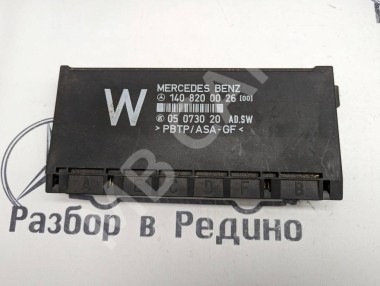 W
MERCEDES BENZ
140 820 00 26 [00]
05 0730 20 AD.SW
>PBTP/ASA-GF<
A C D F B
Разбор в Редино